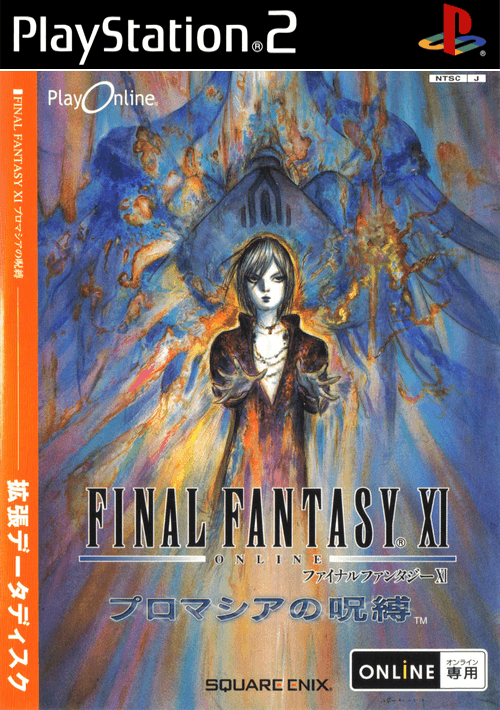 PlayStation®2
NTSC J
PlayOnline®
■FINAL FANTASY XI プロマシアの呪縛
拡張データディスク
FINAL FANTASY® XI
ONLINE
ファイナルファンタジーXI
プロマシアの呪縛™
SQUARE ENIX®
ONLINE オンライン専用